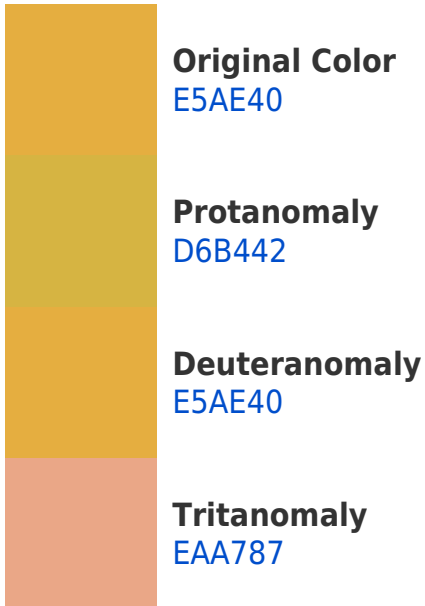 Original Color
E5AE40
Protanomaly
D6B442
Deuteranomaly
E5AE40
Tritanomaly
EAA787